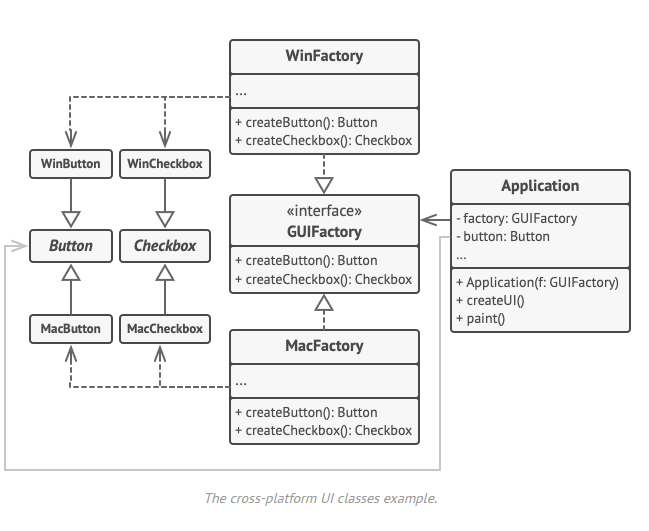 WinFactory
...
+ createButton(): Button
+ createCheckbox(): Checkbox
WinButton
WinCheckbox
Button
Checkbox
MacButton
MacCheckbox
«interface»
GUIFactory
+ createButton(): Button
+ createCheckbox(): Checkbox
Application
- factory: GUIFactory
- button: Button
...
+ Application(f: GUIFactory)
+ createUI()
+ paint()
MacFactory
...
+ createButton(): Button
+ createCheckbox(): Checkbox
The cross-platform UI classes example.